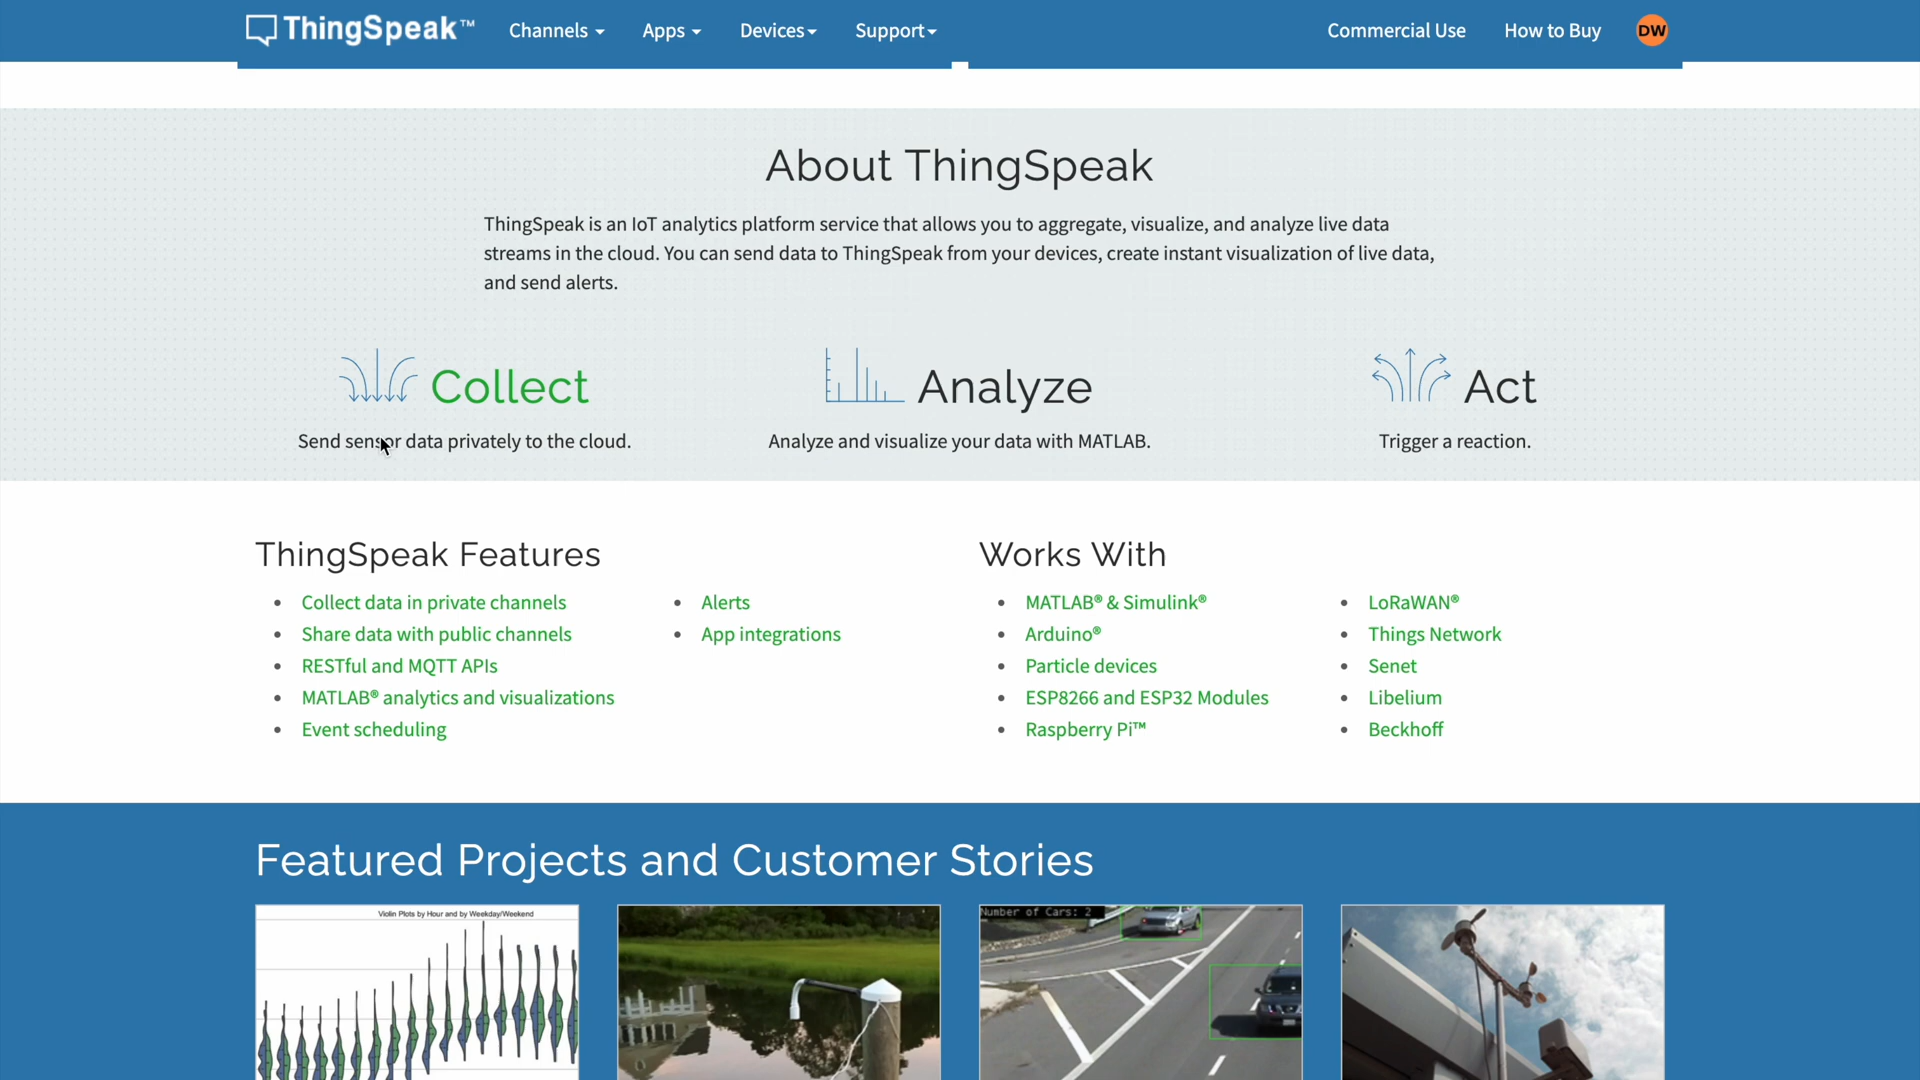 ThingSpeak™
Channels
Apps
Devices
Support
Commercial Use
How to Buy
DW
About ThingSpeak
ThingSpeak is an IoT analytics platform service that allows you to aggregate, visualize, and analyze live data
streams in the cloud. You can send data to ThingSpeak from your devices, create instant visualization of live data,
and send alerts.
Collect
Send sensor data privately to the cloud.
Analyze
Analyze and visualize your data with MATLAB.
Act
Trigger a reaction.
ThingSpeak Features
Collect data in private channels
Share data with public channels
RESTful and MQTT APIs
MATLAB® analytics and visualizations
Event scheduling
Alerts
App integrations
Works With
MATLAB® & Simulink®
Arduino®
Particle devices
ESP8266 and ESP32 Modules
Raspberry Pi™
LoRaWAN®
Things Network
Senet
Libelium
Beckhoff
Featured Projects and Customer Stories
Violin Plots by Hour and by Weekday/Weekend
Number of Cars: 2